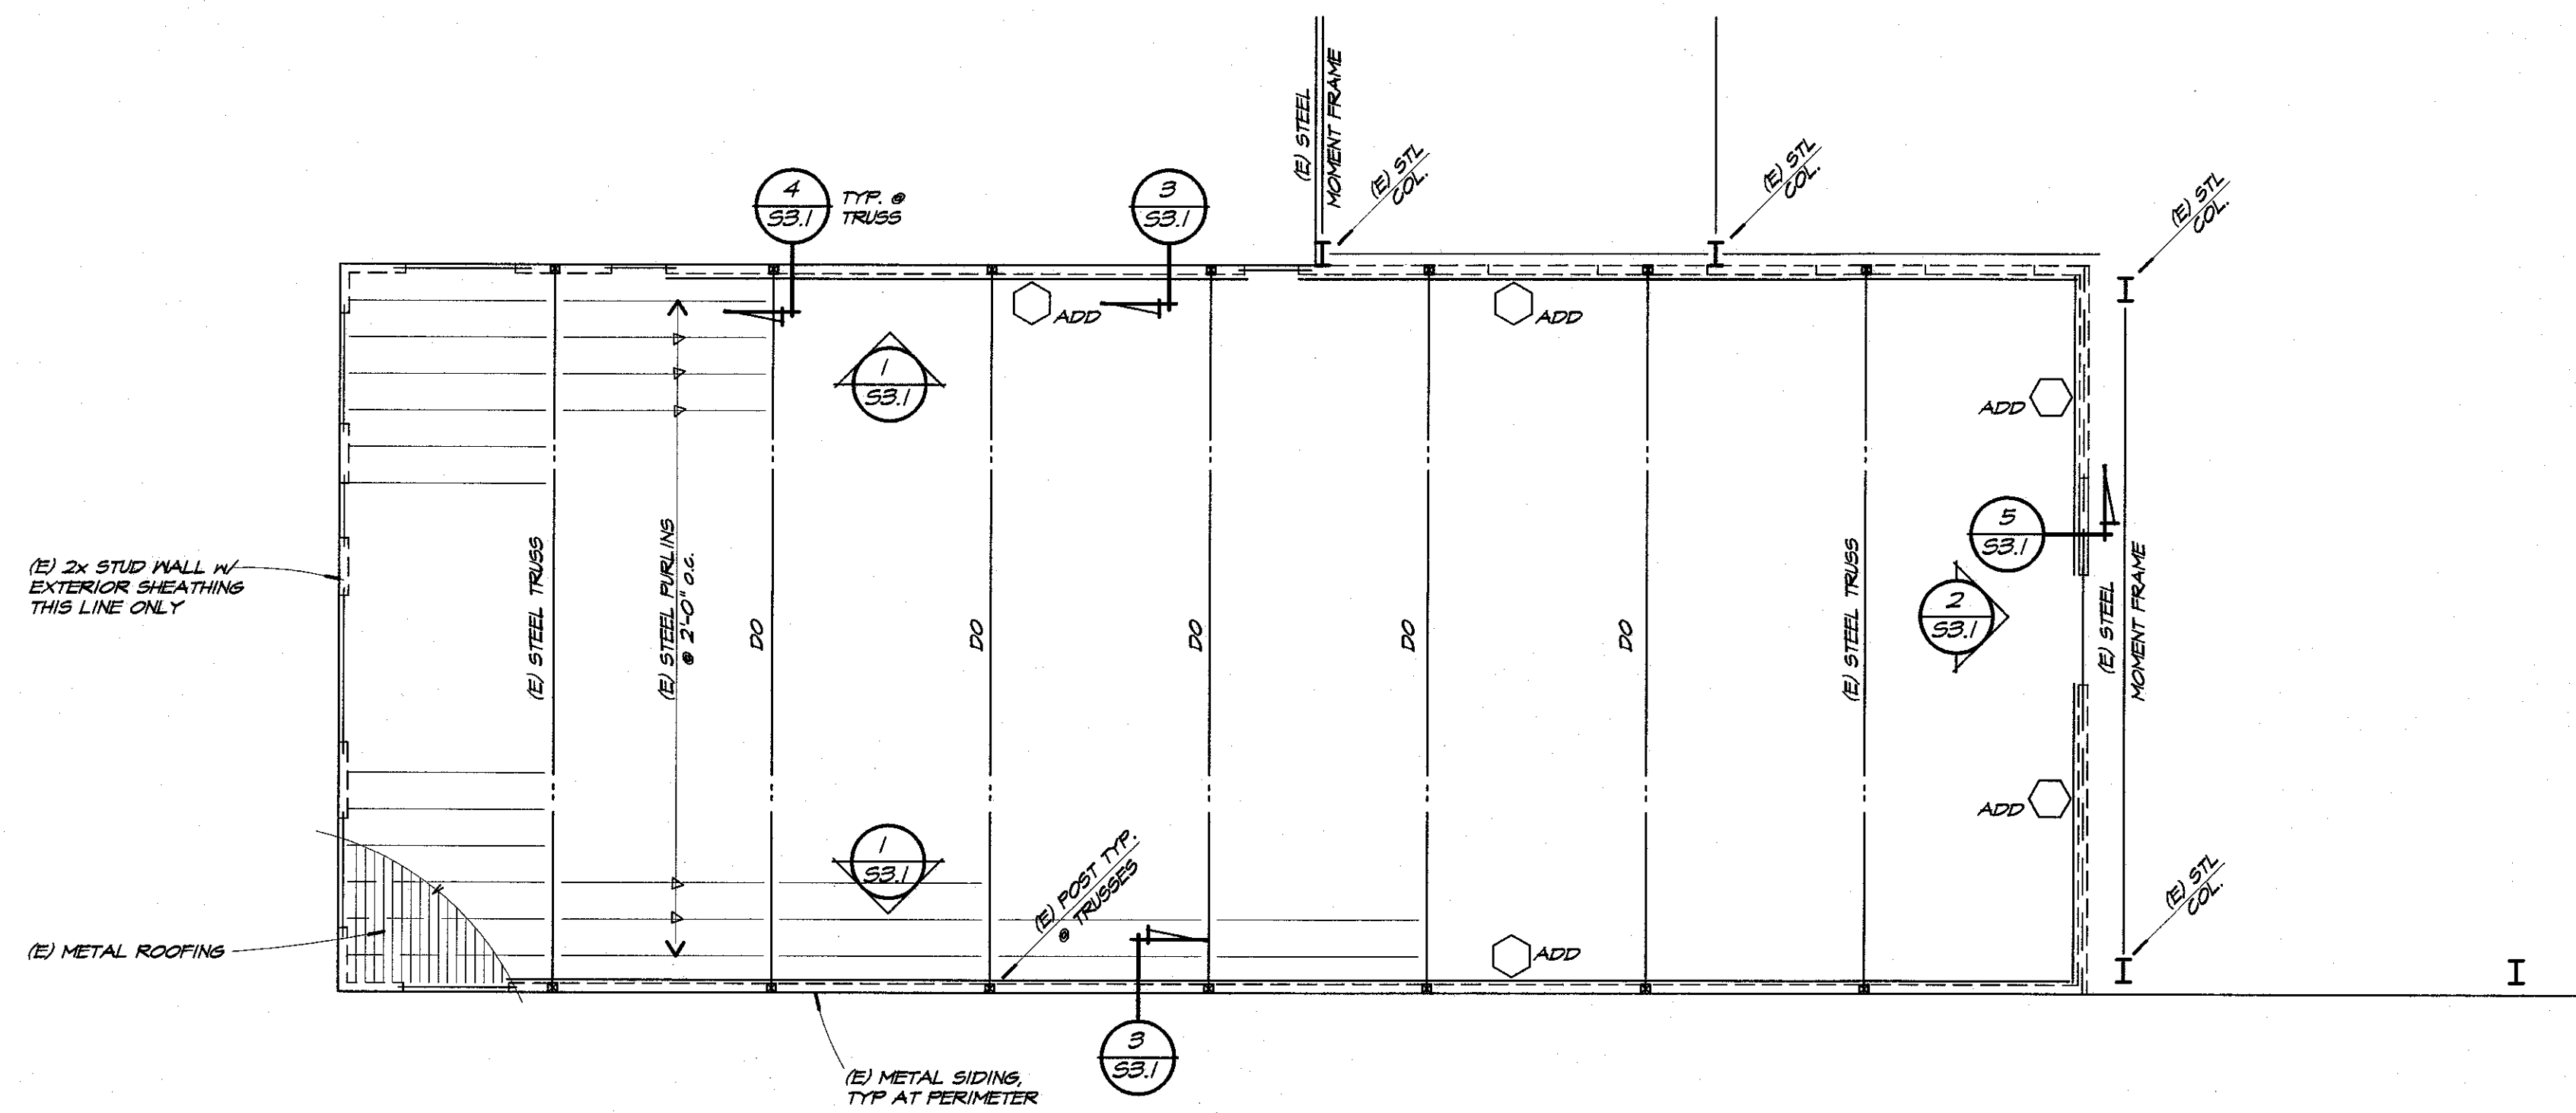 (E) STEEL
MOMENT FRAME
(E) STL
COL.
(E) STL
COL.
(E) STL
COL.
4
S3.1
TYP. @
TRUSS
3
S3.1
ADD
ADD
1
S3.1
ADD
5
S3.1
(E) 2x STUD WALL W/
EXTERIOR SHEATHING
THIS LINE ONLY
(E) STEEL TRUSS
(E) STEEL PURLINS
@ 2'-0" o.c.
DO
DO
DO
DO
DO
(E) STEEL TRUSS
2
S3.1
(E) STEEL
MOMENT FRAME
ADD
1
S3.1
(E) POST TYP.
@ TRUSSES
(E) STL
COL.
(E) METAL ROOFING
ADD
3
S3.1
(E) METAL SIDING,
TYP AT PERIMETER